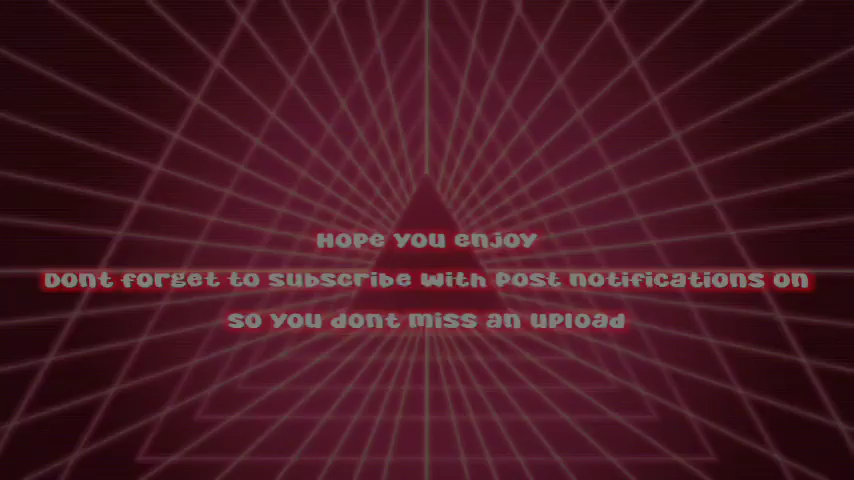 Hope you enjoy
Dont forget to subscribe with post notifications on
so you dont miss an upload